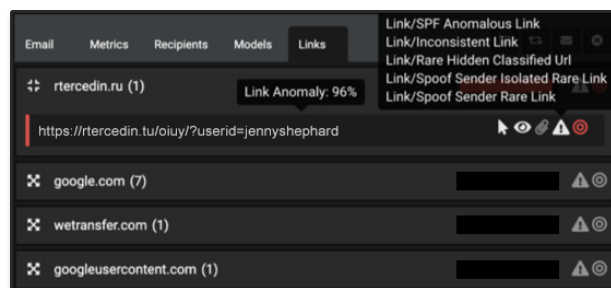 Link/SPF Anomalous Link
Link/Inconsistent Link
Link/Rare Hidden Classified Url
Link/Spoof Sender Isolated Rare Link
Link/Spoof Sender Rare Link
Email Metrics Recipients Models Links
rtercedin.ru (1)
Link Anomaly: 96%
https://rtercedin.tu/oiuy/?userid=jennyshephard
google.com (7)
wetransfer.com (1)
googleusercontent.com (1)